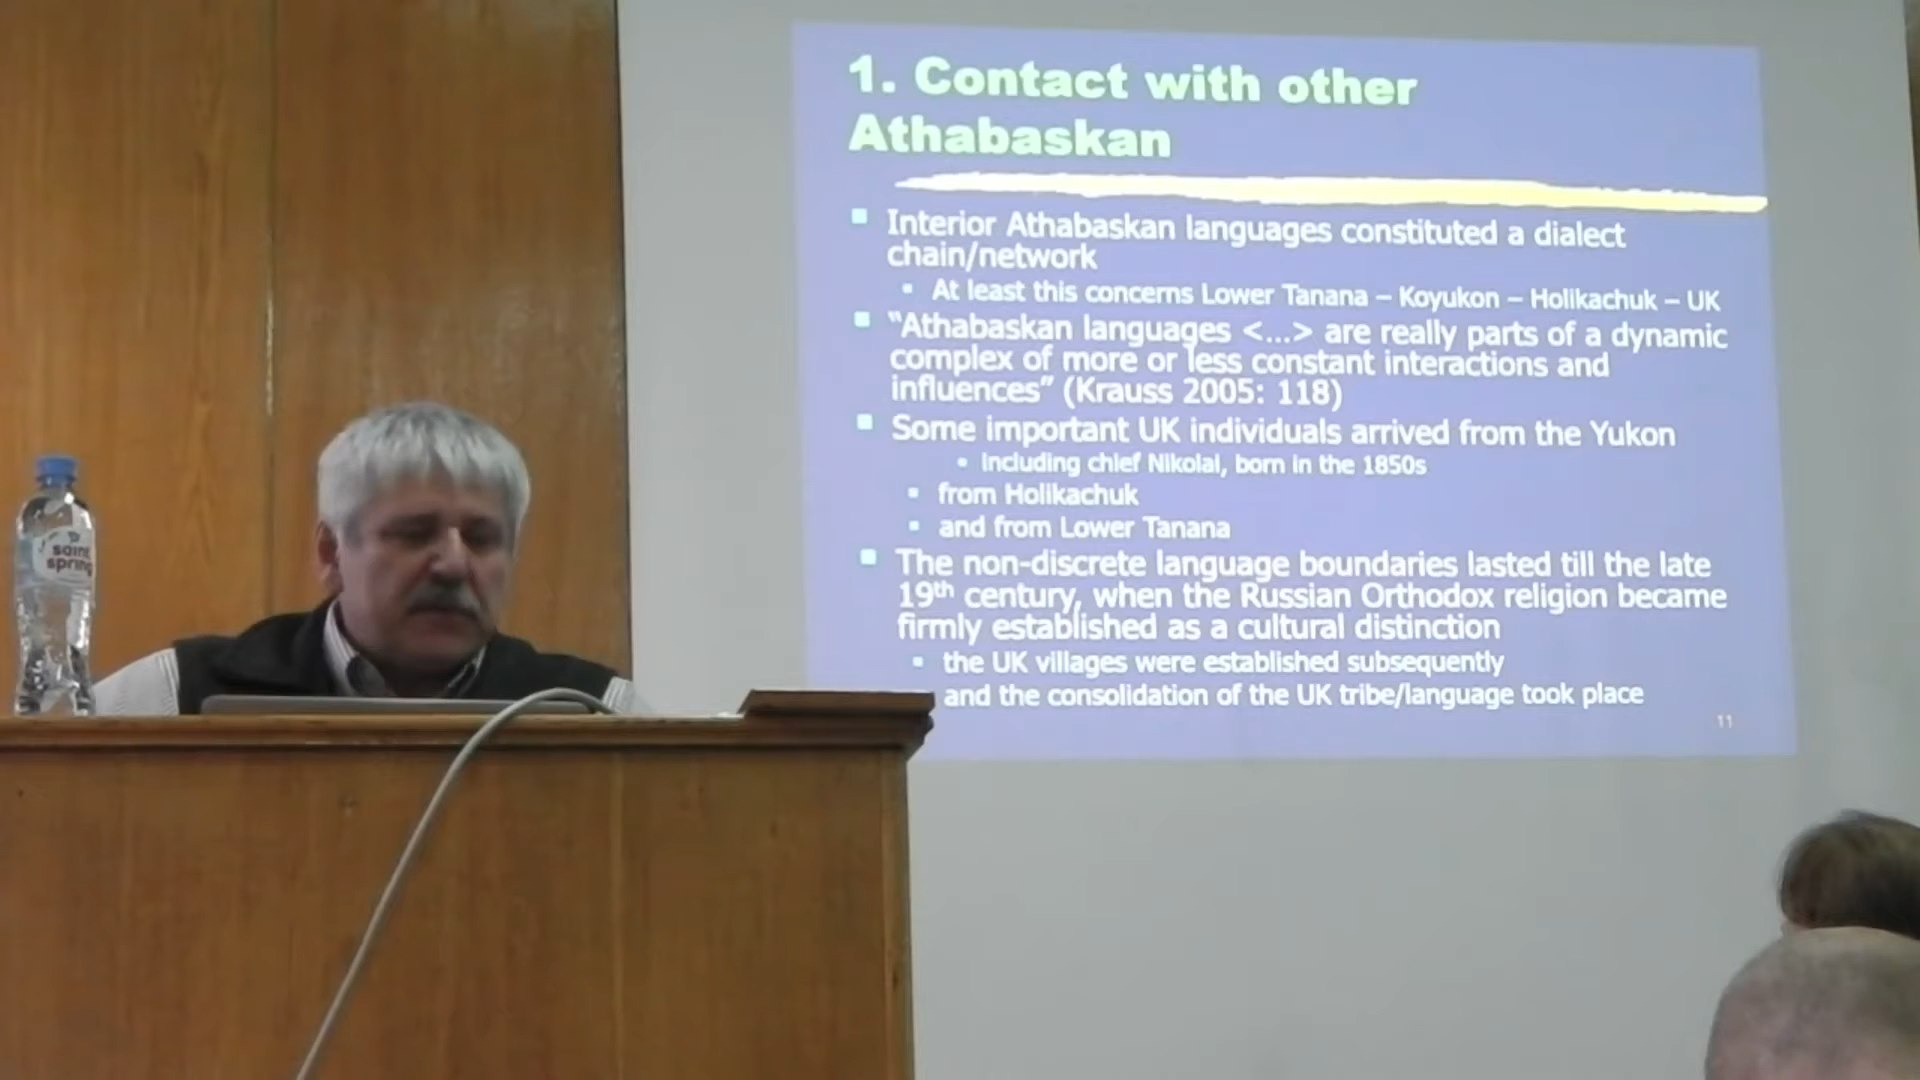 1. Contact with other
Athabaskan
Interior Athabaskan languages constituted a dialect
chain/network
At least this concerns Lower Tanana – Koyukon – Holikachuk – UK
“Athabaskan languages <...> are really parts of a dynamic
complex of more or less constant interactions and
influences” (Krauss 2005: 118)
Some important UK individuals arrived from the Yukon
including chief Nikolai, born in the 1850s
from Holikachuk
and from Lower Tanana
The non-discrete language boundaries lasted till the late
19th century, when the Russian Orthodox religion became
firmly established as a cultural distinction
the UK villages were established subsequently
and the consolidation of the UK tribe/language took place
11
saint
spring